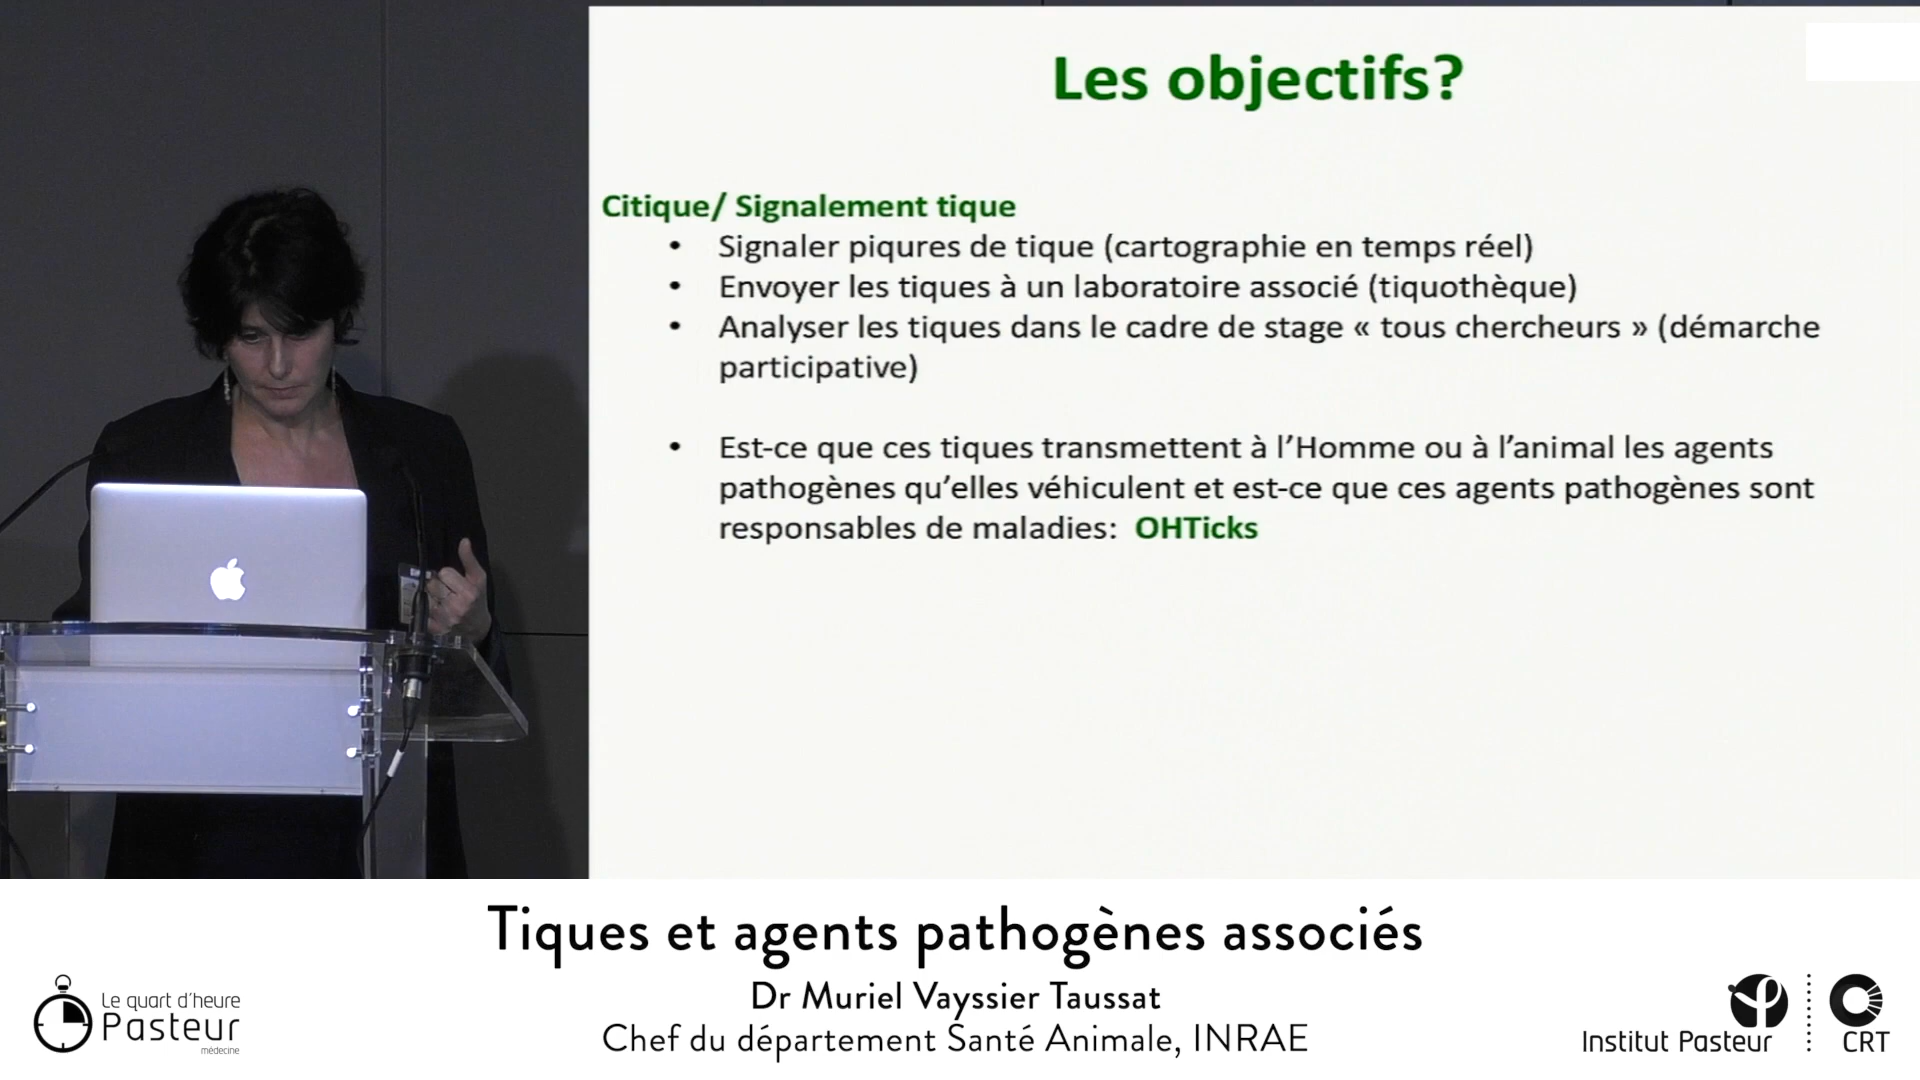 Les objectifs?
Citique/ Signalement tique
• Signaler piqures de tique (cartographie en temps réel)
• Envoyer les tiques à un laboratoire associé (tiquothèque)
• Analyser les tiques dans le cadre de stage « tous chercheurs » (démarche
participative)
• Est-ce que ces tiques transmettent à l’Homme ou à l’animal les agents
pathogènes qu’elles véhiculent et est-ce que ces agents pathogènes sont
responsables de maladies: OHTicks
Tiques et agents pathogènes associés
Dr Muriel Vayssier Taussat
Chef du département Santé Animale, INRAE
Le quart d’heure
Pasteur
médecine
Institut Pasteur
CRT